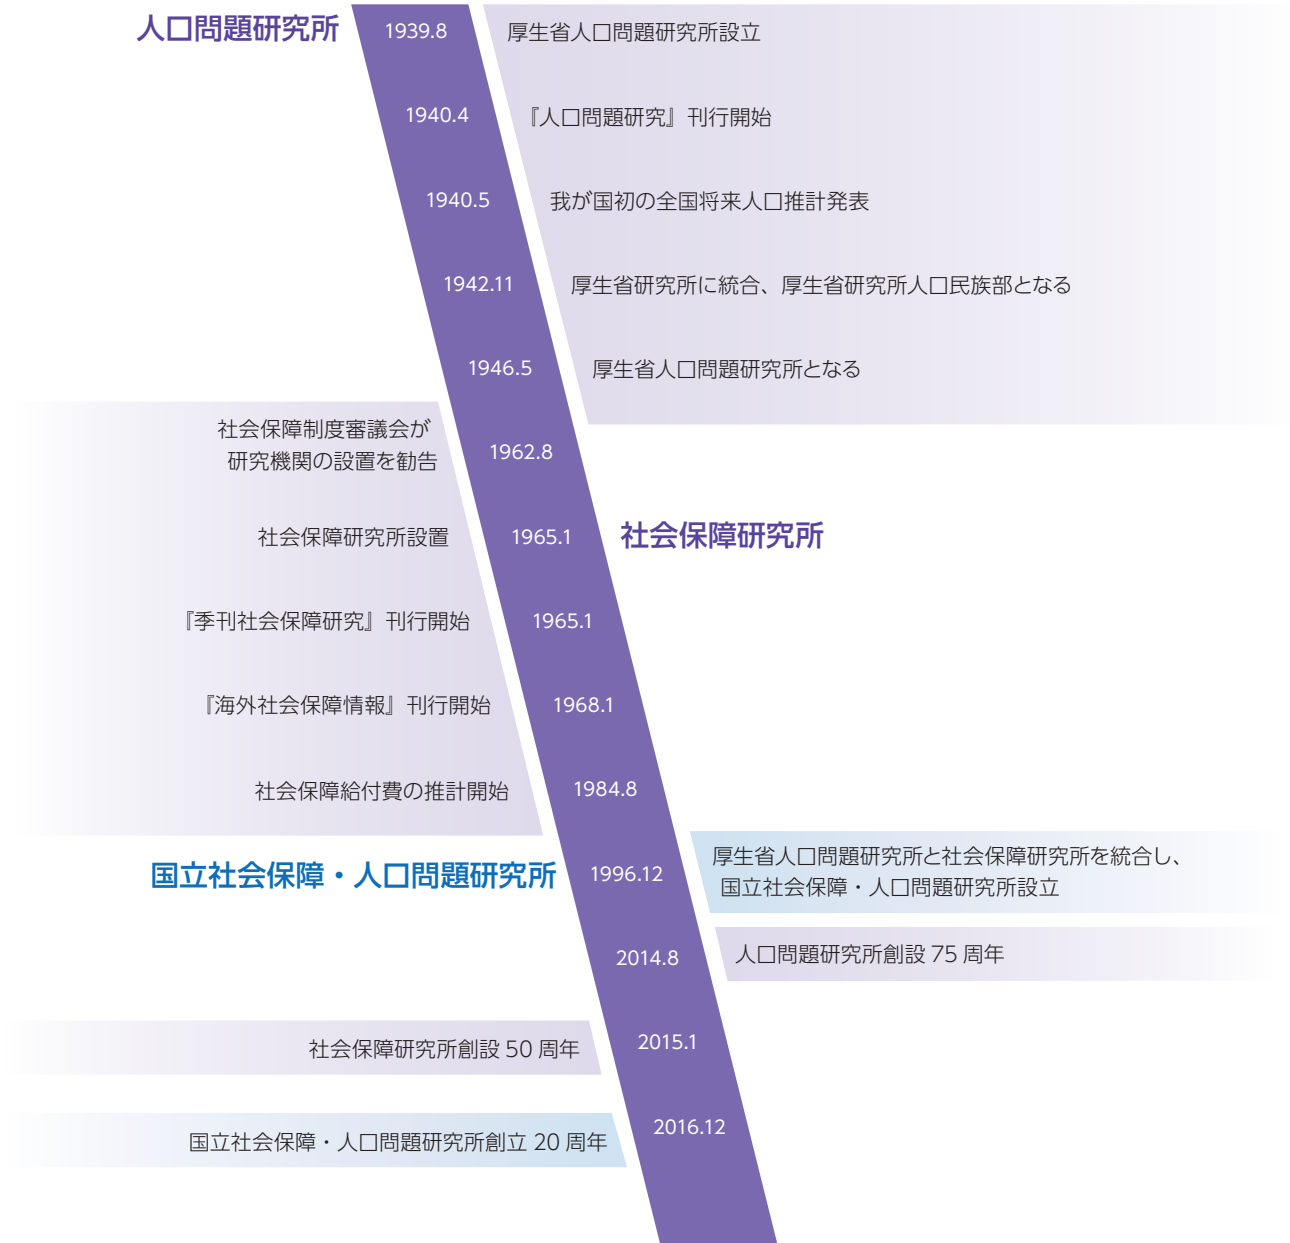 人口問題研究所
1939.8
厚生省人口問題研究所設立
1940.4
『人口問題研究』刊行開始
1940.5
我が国初の全国将来人口推計発表
1942.11
厚生省研究所に統合、厚生省研究所人口民族部となる
1946.5
厚生省人口問題研究所となる
社会保障制度審議会が
研究機関の設置を勧告
1962.8
社会保障研究所設置
1965.1
社会保障研究所
『季刊社会保障研究』刊行開始
1965.1
『海外社会保障情報』刊行開始
1968.1
社会保障給付費の推計開始
1984.8
国立社会保障・人口問題研究所
1996.12
厚生省人口問題研究所と社会保障研究所を統合し、
国立社会保障・人口問題研究所設立
2014.8
人口問題研究所創設 75 周年
社会保障研究所創設 50 周年
2015.1
国立社会保障・人口問題研究所創立 20 周年
2016.12